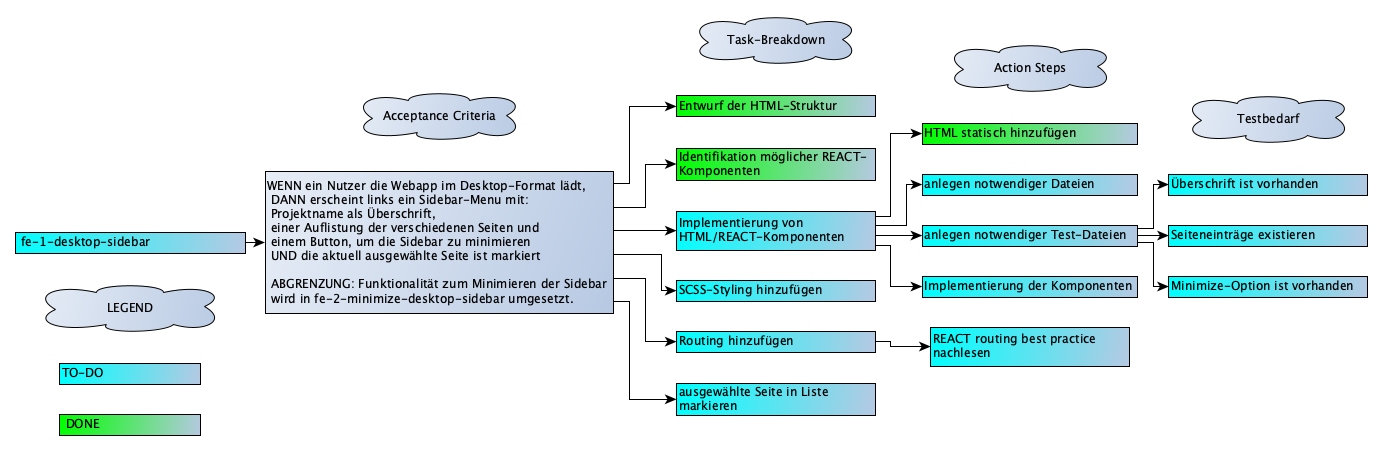 Task-Breakdown
Action Steps
Acceptance Criteria
Testbedarf
fe-1-desktop-sidebar
WENN ein Nutzer die Webapp im Desktop-Format lädt,
DANN erscheint links ein Sidebar-Menu mit:
Projektname als Überschrift,
einer Auflistung der verschiedenen Seiten und
einem Button, um die Sidebar zu minimieren
UND die aktuell ausgewählte Seite ist markiert
ABGRENZUNG: Funktionalität zum Minimieren der Sidebar
wird in fe-2-minimize-desktop-sidebar umgesetzt.
Entwurf der HTML-Struktur
Identifikation möglicher REACT-
Komponenten
Implementierung von
HTML/REACT-Komponenten
SCSS-Styling hinzufügen
Routing hinzufügen
ausgewählte Seite in Liste
markieren
HTML statisch hinzufügen
anlegen notwendiger Dateien
anlegen notwendiger Test-Dateien
Implementierung der Komponenten
REACT routing best practice
nachlesen
Überschrift ist vorhanden
Seiteneinträge existieren
Minimize-Option ist vorhanden
LEGEND
TO-DO
DONE